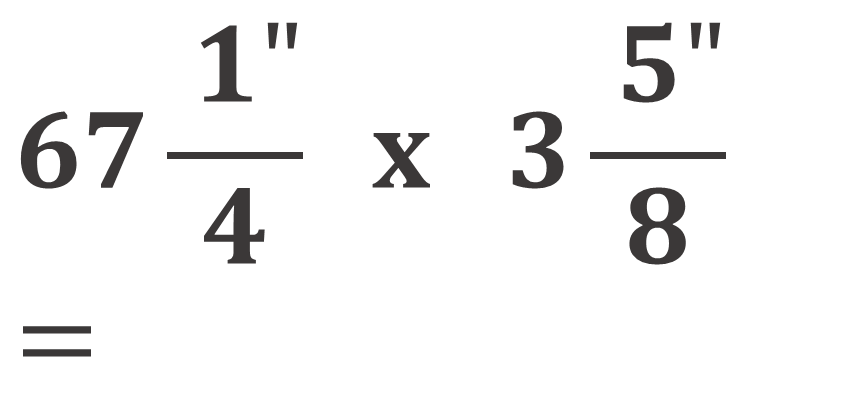 67 1/4" x 3 5/8"
=